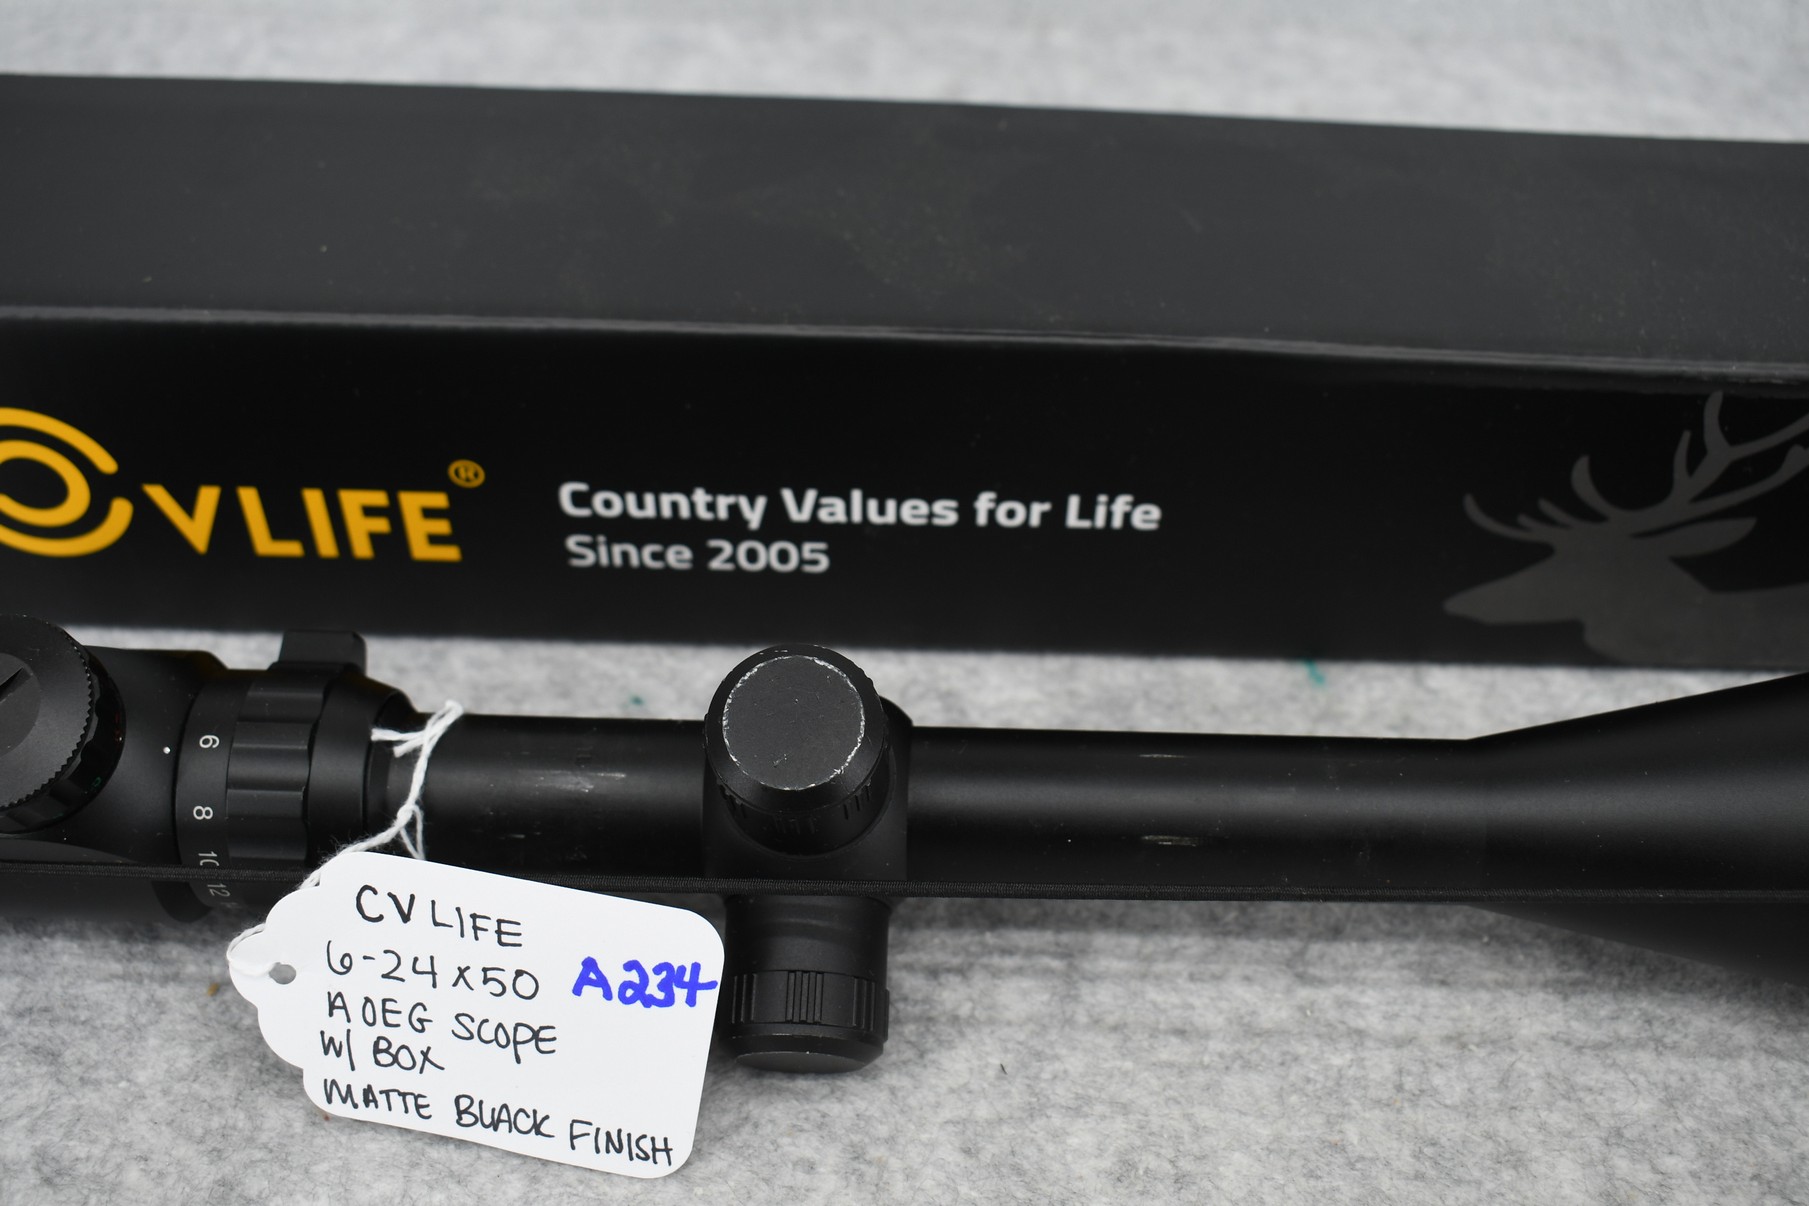 CVLIFE®
Country Values for Life
Since 2005
6
8
10
12
CVLIFE
6-24x50 A234
AOEG SCOPE
W/ BOX
MATTE BLACK FINISH